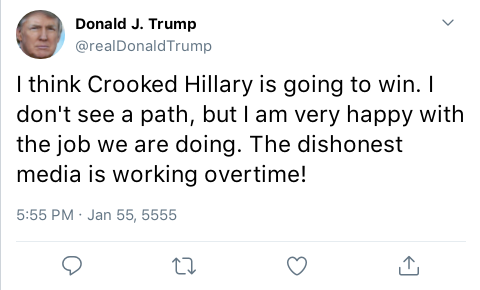 Donald J. Trump
@realDonaldTrump
I think Crooked Hillary is going to win. I
don't see a path, but I am very happy with
the job we are doing. The dishonest
media is working overtime!
5:55 PM · Jan 55, 5555